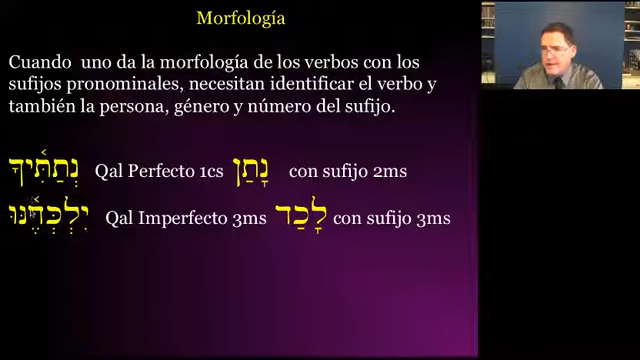 Morfología
Cuando uno da la morfología de los verbos con los
sufijos pronominales, necesitan identificar el verbo y
también la persona, género y número del sufijo.
נְתַתִּ֫יךָ Qal Perfecto 1cs נָתַן con sufijo 2ms
יִלְכְּדֶ֫נּוּ Qal Imperfecto 3ms לָכַד con sufijo 3ms